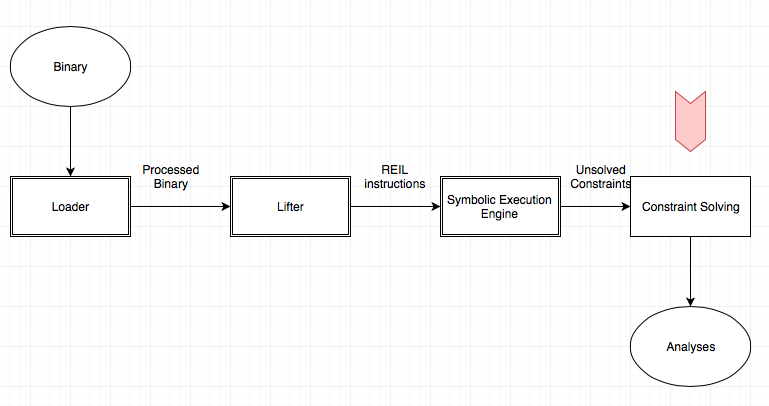 Binary
Processed
Binary
REIL
instructions
Unsolved
Constraints
Loader
Lifter
Symbolic Execution
Engine
Constraint Solving
Analyses